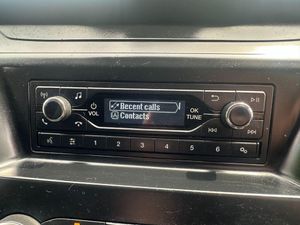 Recent calls
Contacts
VOL
OK
TUNE
1 2 3 4 5 6